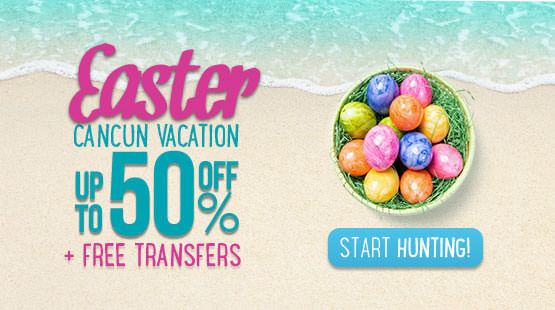 Easter
CANCUN VACATION
UP TO 50% OFF
+ FREE TRANSFERS
START HUNTING!